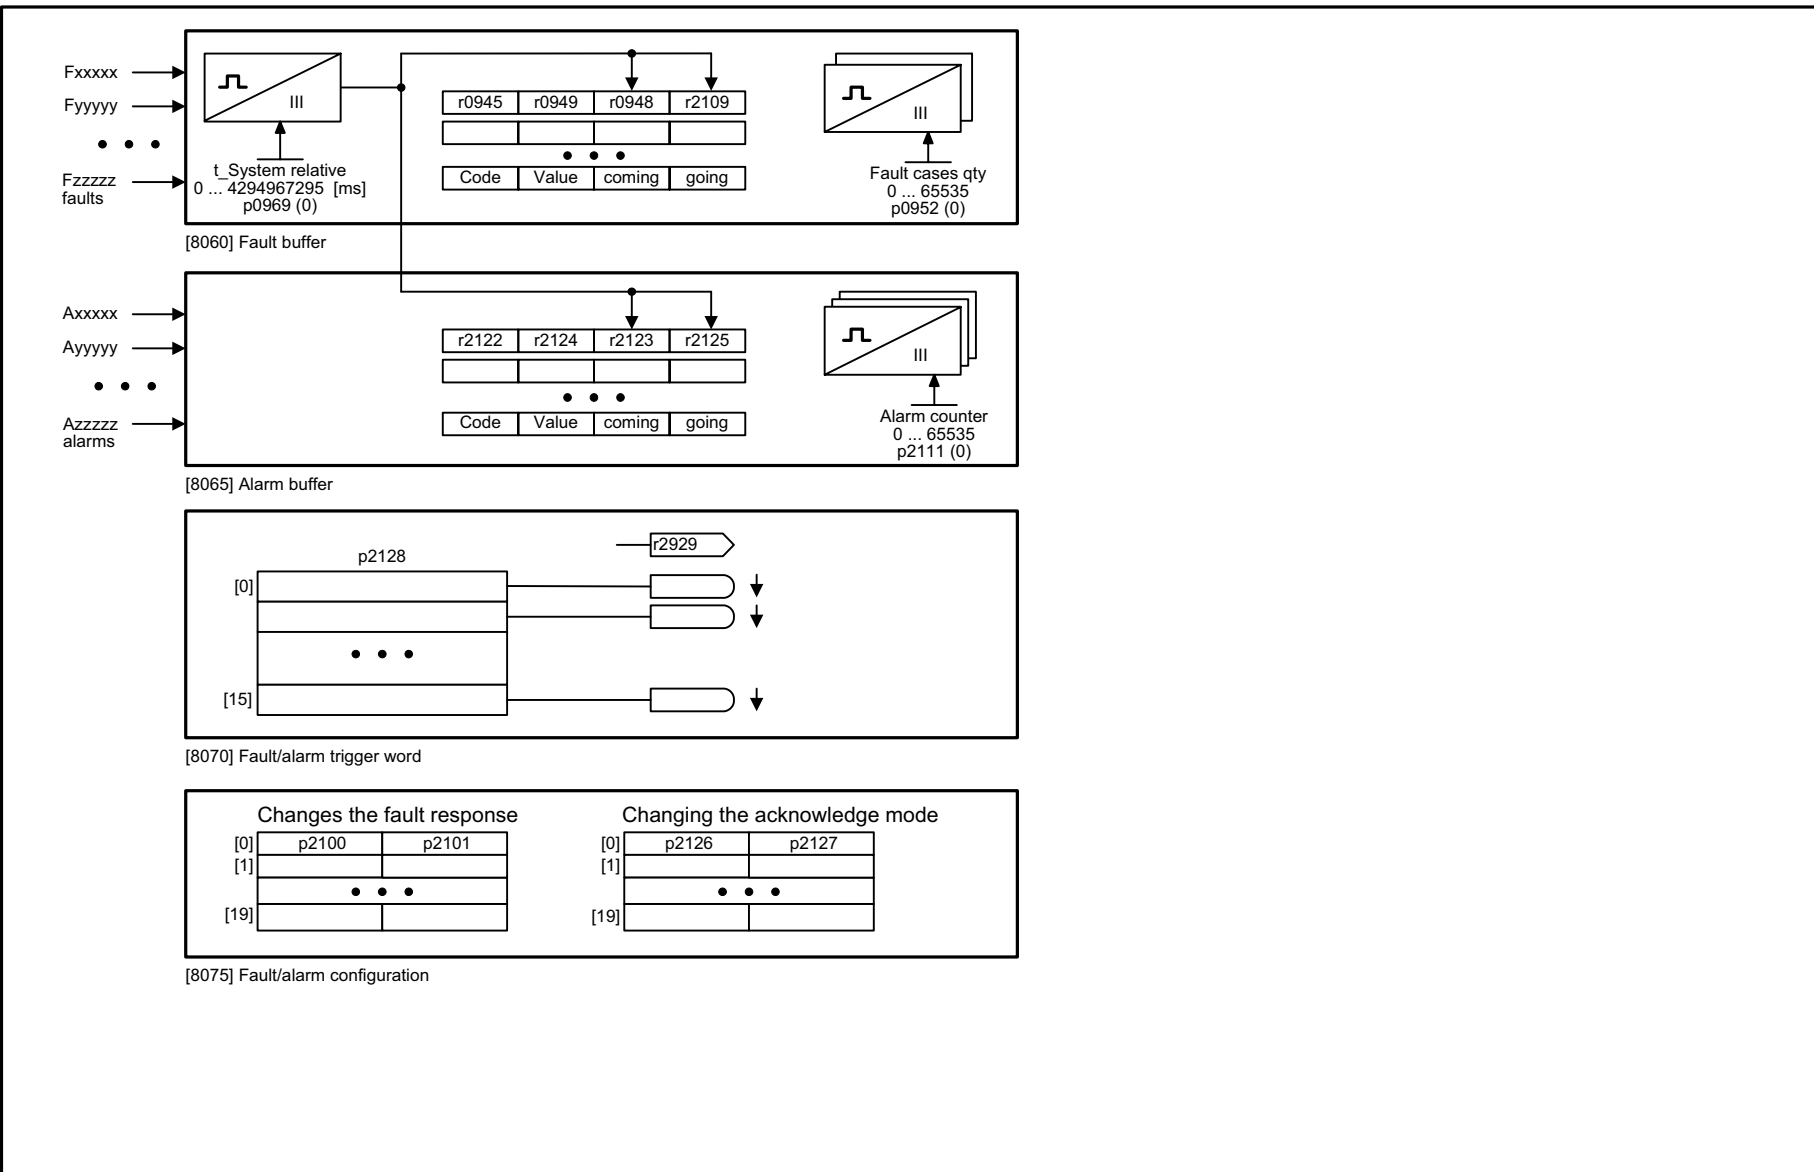 Fxxxxx
Fyyyyy
Fzzzzz
faults
III
t_System relative
0 ... 4294967295 [ms]
p0969 (0)
r0945 r0949 r0948 r2109
Code Value coming going
III
Fault cases qty
0 ... 65535
p0952 (0)
[8060] Fault buffer
Axxxxx
Ayyyyy
Azzzzz
alarms
r2122 r2124 r2123 r2125
Code Value coming going
III
Alarm counter
0 ... 65535
p2111 (0)
[8065] Alarm buffer
p2128
r2929
[0]
[15]
[8070] Fault/alarm trigger word
Changes the fault response
[0] p2100 p2101
[1]
[19]
Changing the acknowledge mode
[0] p2126 p2127
[1]
[19]
[8075] Fault/alarm configuration